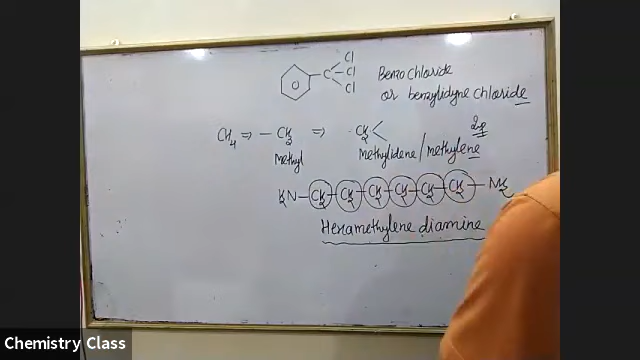 Cl
C - Cl
Cl
Benzo chloride
or benzylidyne chloride
CH4 ⇒ - CH2 ⇒ CH2<
Methyl
Methylidene / methylene
H2N - CH2 - CH2 - CH2 - CH2 - CH2 - CH2 - NH2
Hexamethylene diamine
Chemistry Class